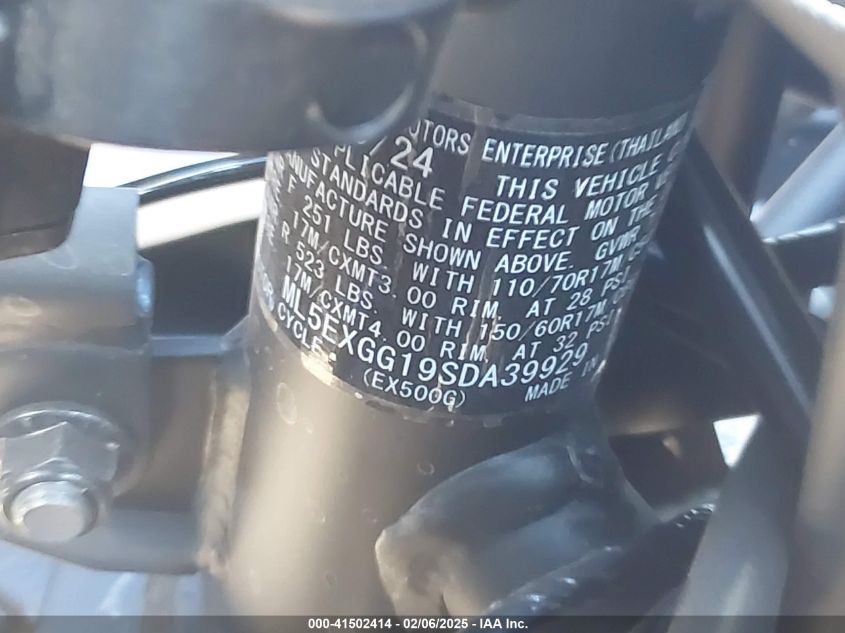 OTORS ENTERPRISE (THAILAND
/24 THIS VEHICLE
PLICABLE FEDERAL MOTOR VE
STANDARDS IN EFFECT ON THE
NUFACTURE SHOWN ABOVE. GVWR
F 251 LBS. WITH 110/70R17M
17M/CXMT3.00 RIM, AT 28 PSI
R 523 LBS. WITH 150/60R17M
17M/CXMT4.00 RIM, AT 32 PSI
ML5EXGG19SDA39929
CYCLE (EX500G) MADE IN
000-41502414 - 02/06/2025 - IAA Inc.